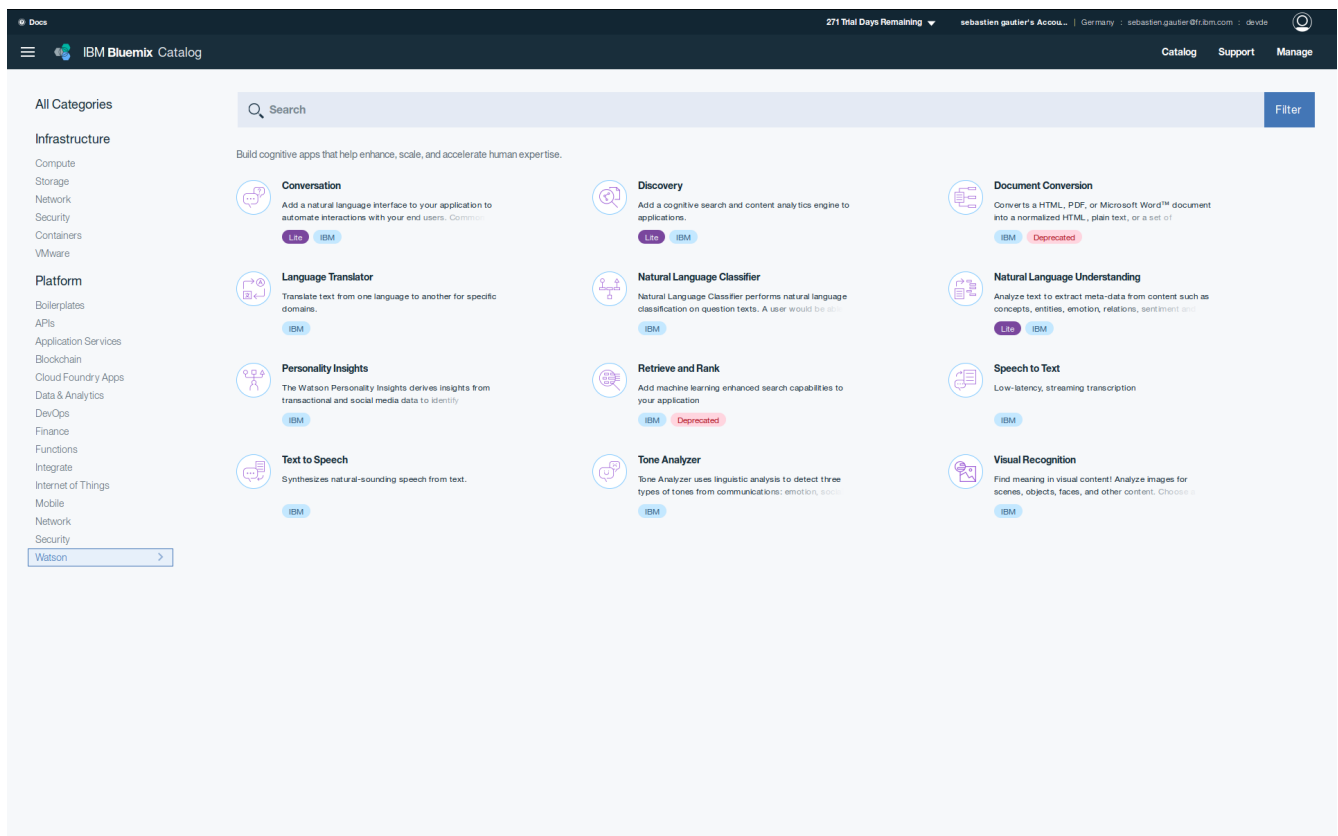 Docs
271 Trial Days Remaining
sebastien gautier's Accou... | Germany : sebastien.gautier@fr.ibm.com : devde
IBM Bluemix Catalog
Catalog Support Manage
All Categories
Infrastructure
Compute
Storage
Network
Security
Containers
VMware
Platform
Boilerplates
APIs
Application Services
Blockchain
Cloud Foundry Apps
Data & Analytics
DevOps
Finance
Functions
Integrate
Internet of Things
Mobile
Network
Security
Watson
Search
Filter
Build cognitive apps that help enhance, scale, and accelerate human expertise.
Conversation
Add a natural language interface to your application to
automate interactions with your end users. Common
Lite IBM
Discovery
Add a cognitive search and content analytics engine to
applications.
Lite IBM
Document Conversion
Converts a HTML, PDF, or Microsoft Word™ document
into a normalized HTML, plain text, or a set of
IBM Deprecated
Language Translator
Translate text from one language to another for specific
domains.
IBM
Natural Language Classifier
Natural Language Classifier performs natural language
classification on question texts. A user would be
IBM
Natural Language Understanding
Analyze text to extract meta-data from content such as
concepts, entities, emotion, relations, sentiment and
Lite IBM
Personality Insights
The Watson Personality Insights derives insights from
transactional and social media data to identify
IBM
Retrieve and Rank
Add machine learning enhanced search capabilities to
your application
IBM Deprecated
Speech to Text
Low-latency, streaming transcription
IBM
Text to Speech
Synthesizes natural-sounding speech from text.
IBM
Tone Analyzer
Tone Analyzer uses linguistic analysis to detect three
types of tones from communications: emotion,
IBM
Visual Recognition
Find meaning in visual content! Analyze images for
scenes, objects, faces, and other content. Choose
IBM